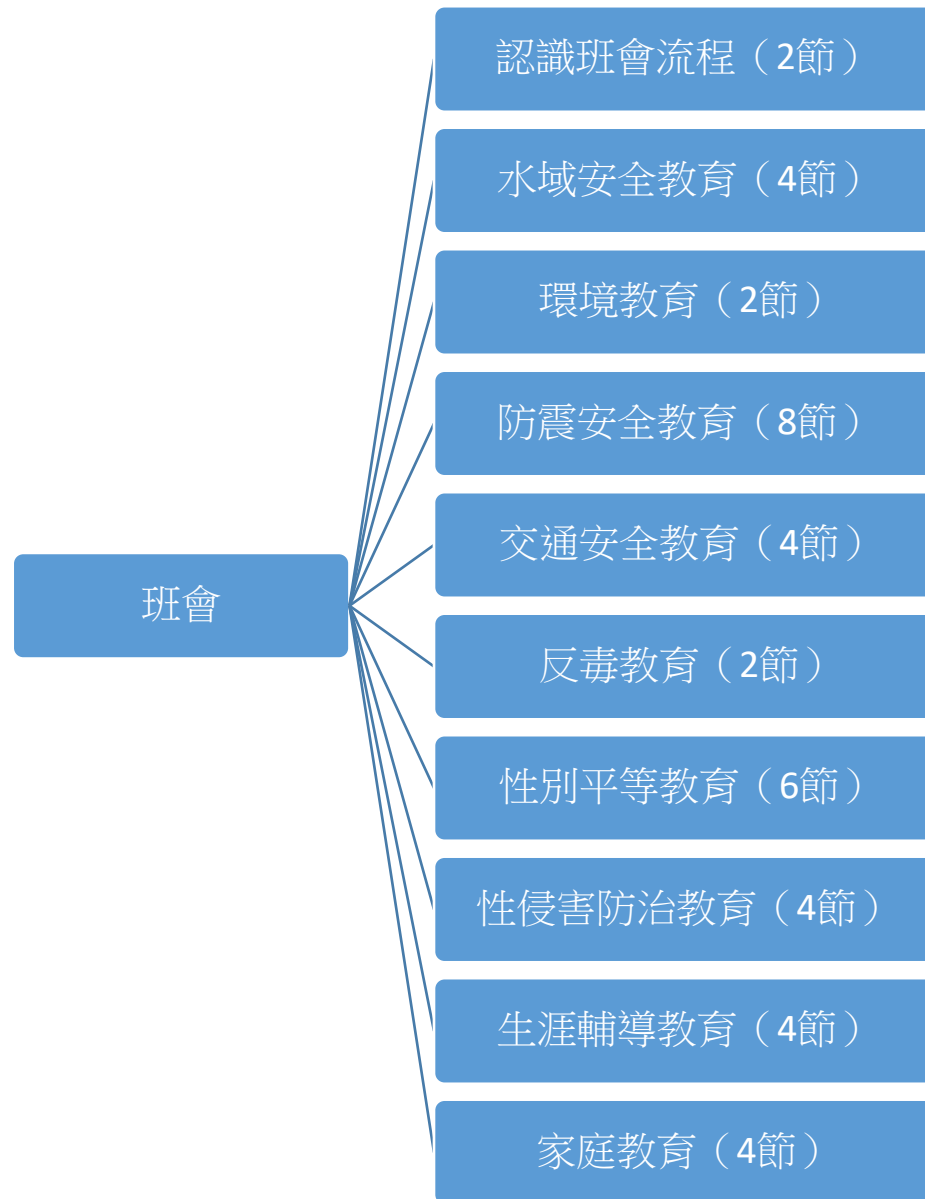 認識班會流程（2節）
水域安全教育（4節）
環境教育（2節）
防震安全教育（8節）
交通安全教育（4節）
班會
反毒教育（2節）
性別平等教育（6節）
性侵害防治教育（4節）
生涯輔導教育（4節）
家庭教育（4節）